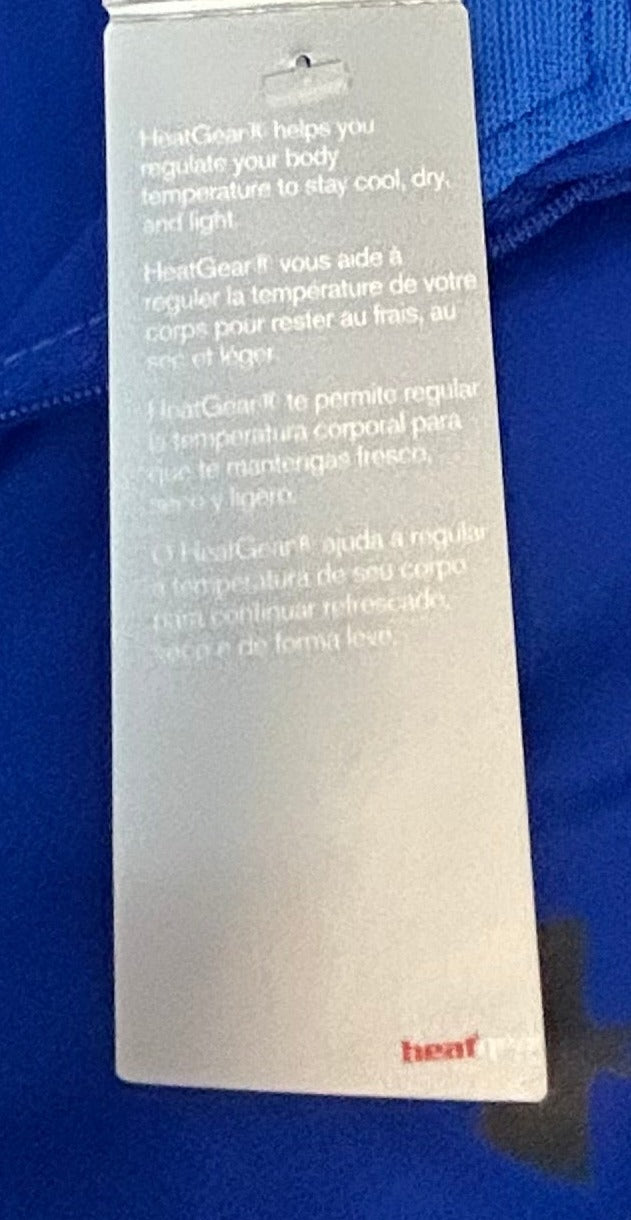 HeatGear® helps you
regulate your body
temperature to stay cool, dry,
and light.
HeatGear® vous aide à
réguler la température de votre
corps pour rester au frais, au
sec et léger.
HeatGear® te permite regular
la temperatura corporal para
que te mantengas fresco,
seco y ligero.
O HeatGear® ajuda a regular
a temperatura de seu corpo
para continuar refrescado,
seco e de forma leve.
heat